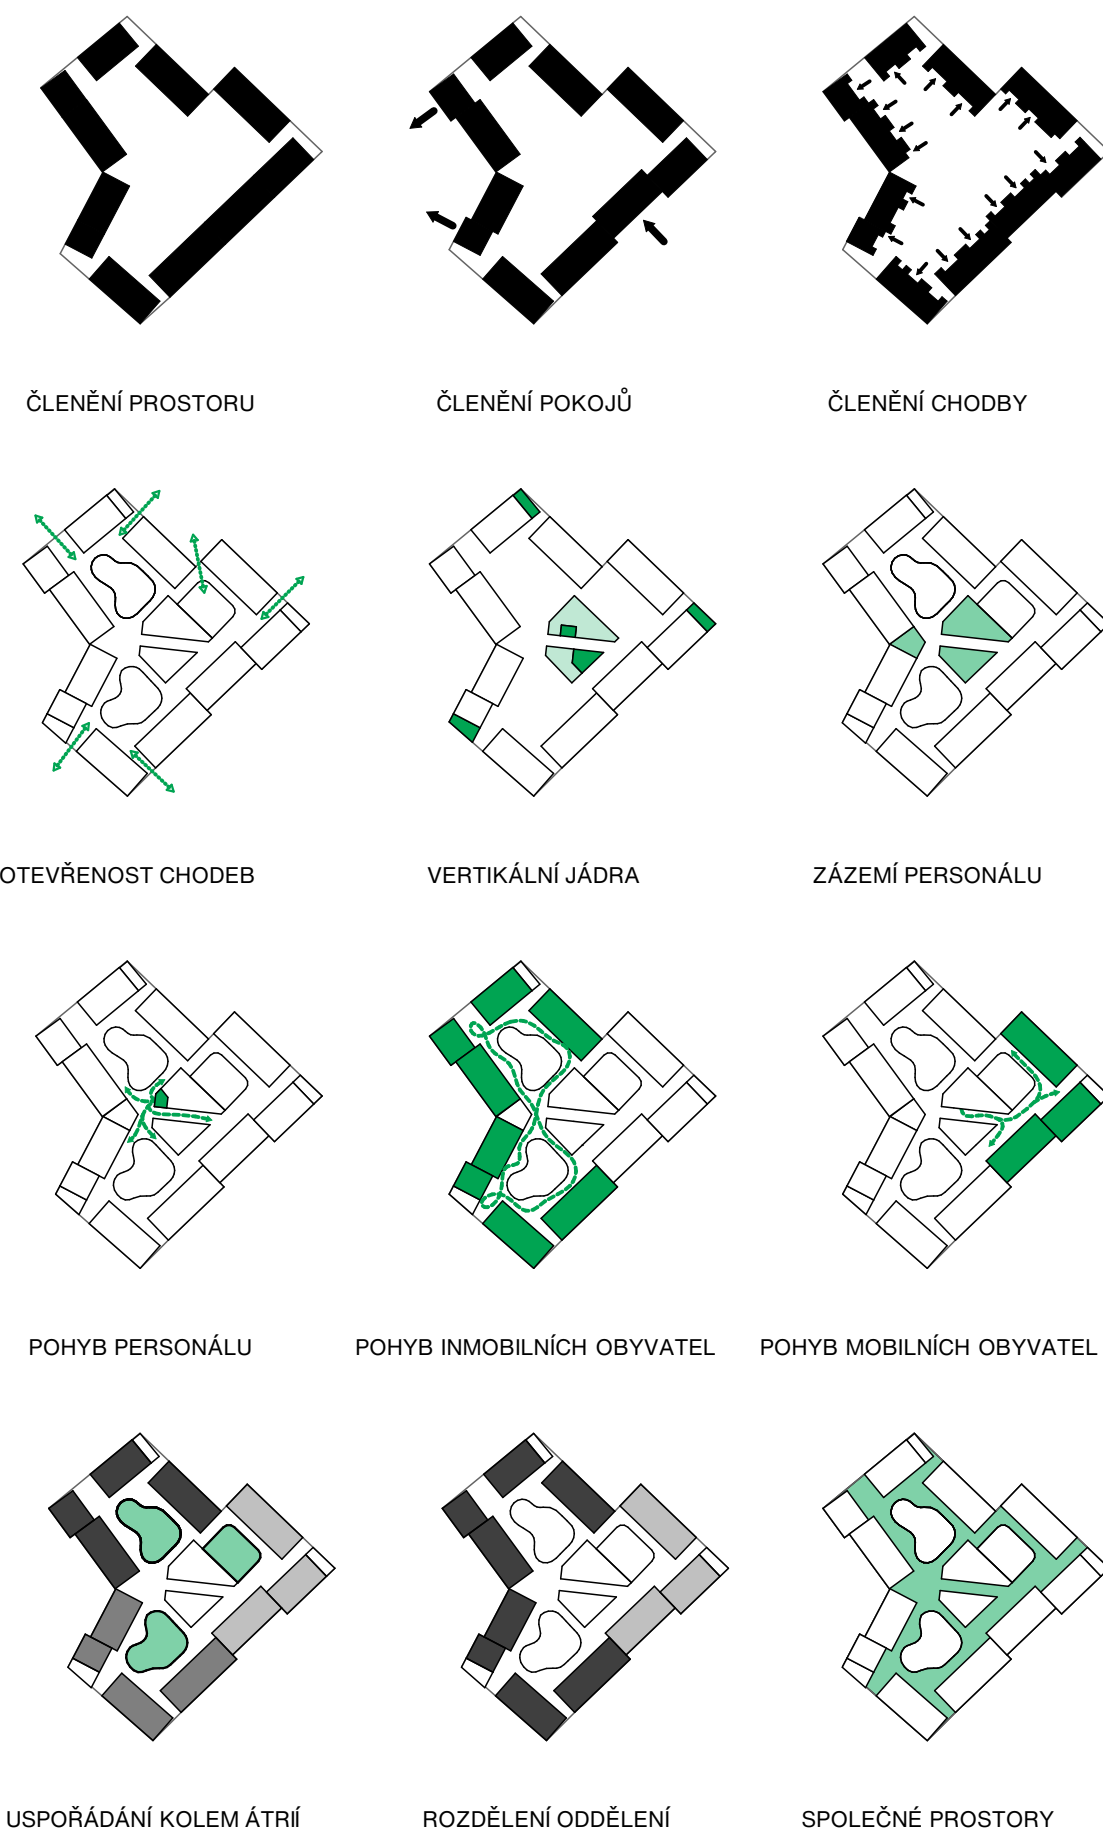 ČLENĚNÍ PROSTORU
ČLENĚNÍ POKOJŮ
ČLENĚNÍ CHODBY
OTEVŘENOST CHODEB
VERTIKÁLNÍ JÁDRA
ZÁZEMÍ PERSONÁLU
POHYB PERSONÁLU
POHYB INMOBILNÍCH OBYVATEL
POHYB MOBILNÍCH OBYVATEL
USPOŘÁDÁNÍ KOLEM ÁTRIÍ
ROZDĚLENÍ ODDĚLENÍ
SPOLEČNÉ PROSTORY